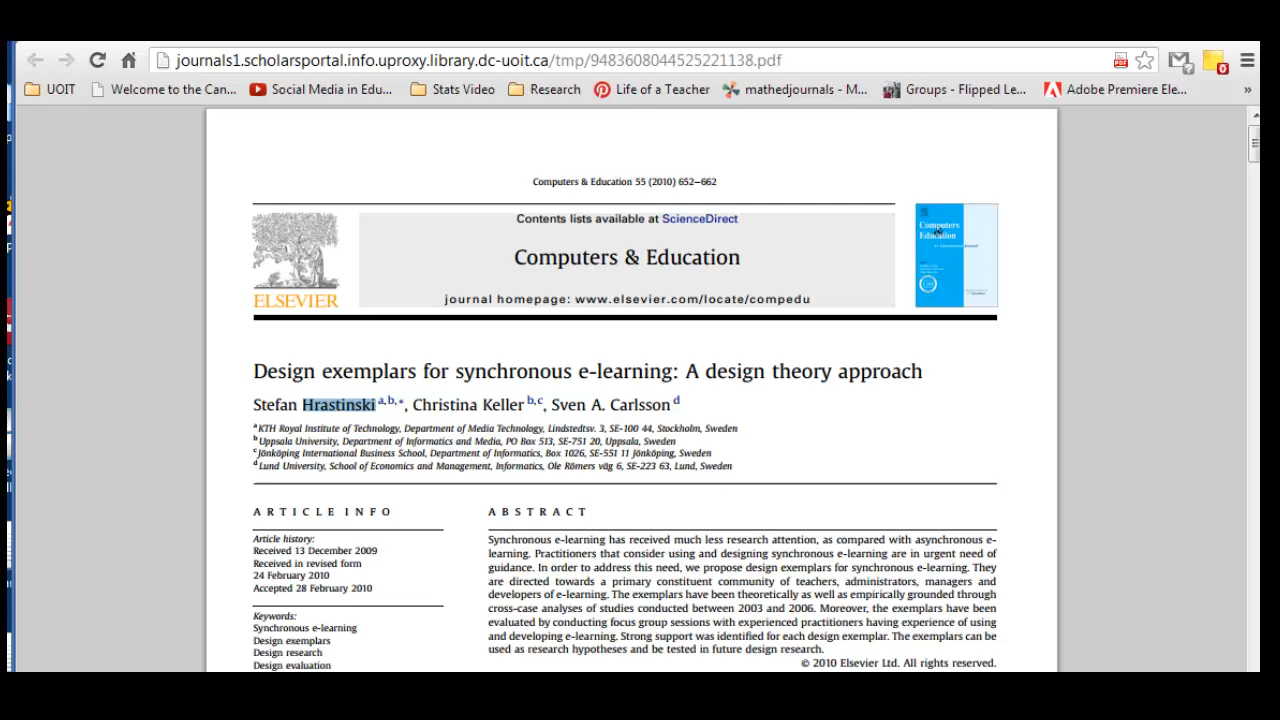 journals1.scholarsportal.info.uproxy.library.dc-uoit.ca/tmp/9483608044525221138.pdf
UOIT Welcome to the Can... Social Media in Edu... Stats Video Research Life of a Teacher mathedjournals - M... Groups - Flipped Le... Adobe Premiere Ele... »
Computers & Education 55 (2010) 652–662
Contents lists available at ScienceDirect
Computers & Education
journal homepage: www.elsevier.com/locate/compedu
ELSEVIER
Computers
Education
Design exemplars for synchronous e-learning: A design theory approach
Stefan Hrastinski a,b,*, Christina Keller b,c, Sven A. Carlsson d
a KTH Royal Institute of Technology, Department of Media Technology, Lindstedtsv. 3, SE-100 44, Stockholm, Sweden
b Uppsala University, Department of Informatics and Media, PO Box 513, SE-751 20, Uppsala, Sweden
c Jönköping International Business School, Department of Informatics, Box 1026, SE-551 11 Jönköping, Sweden
d Lund University, School of Economics and Management, Informatics, Ole Römers väg 6, SE-223 63, Lund, Sweden
ARTICLE INFO
Article history:
Received 13 December 2009
Received in revised form
24 February 2010
Accepted 28 February 2010
Keywords:
Synchronous e-learning
Design exemplars
Design research
Design evaluation
ABSTRACT
Synchronous e-learning has received much less research attention, as compared with asynchronous e-
learning. Practitioners that consider using and designing synchronous e-learning are in urgent need of
guidance. In order to address this need, we propose design exemplars for synchronous e-learning. They
are directed towards a primary constituent community of teachers, administrators, managers and
developers of e-learning. The exemplars have been theoretically as well as empirically grounded through
cross-case analyses of studies conducted between 2003 and 2006. Moreover, the exemplars have been
evaluated by conducting focus group sessions with experienced practitioners having experience of using
and developing e-learning. Strong support was identified for each design exemplar. The exemplars can be
used as research hypotheses and be tested in future design research.
© 2010 Elsevier Ltd. All rights reserved.